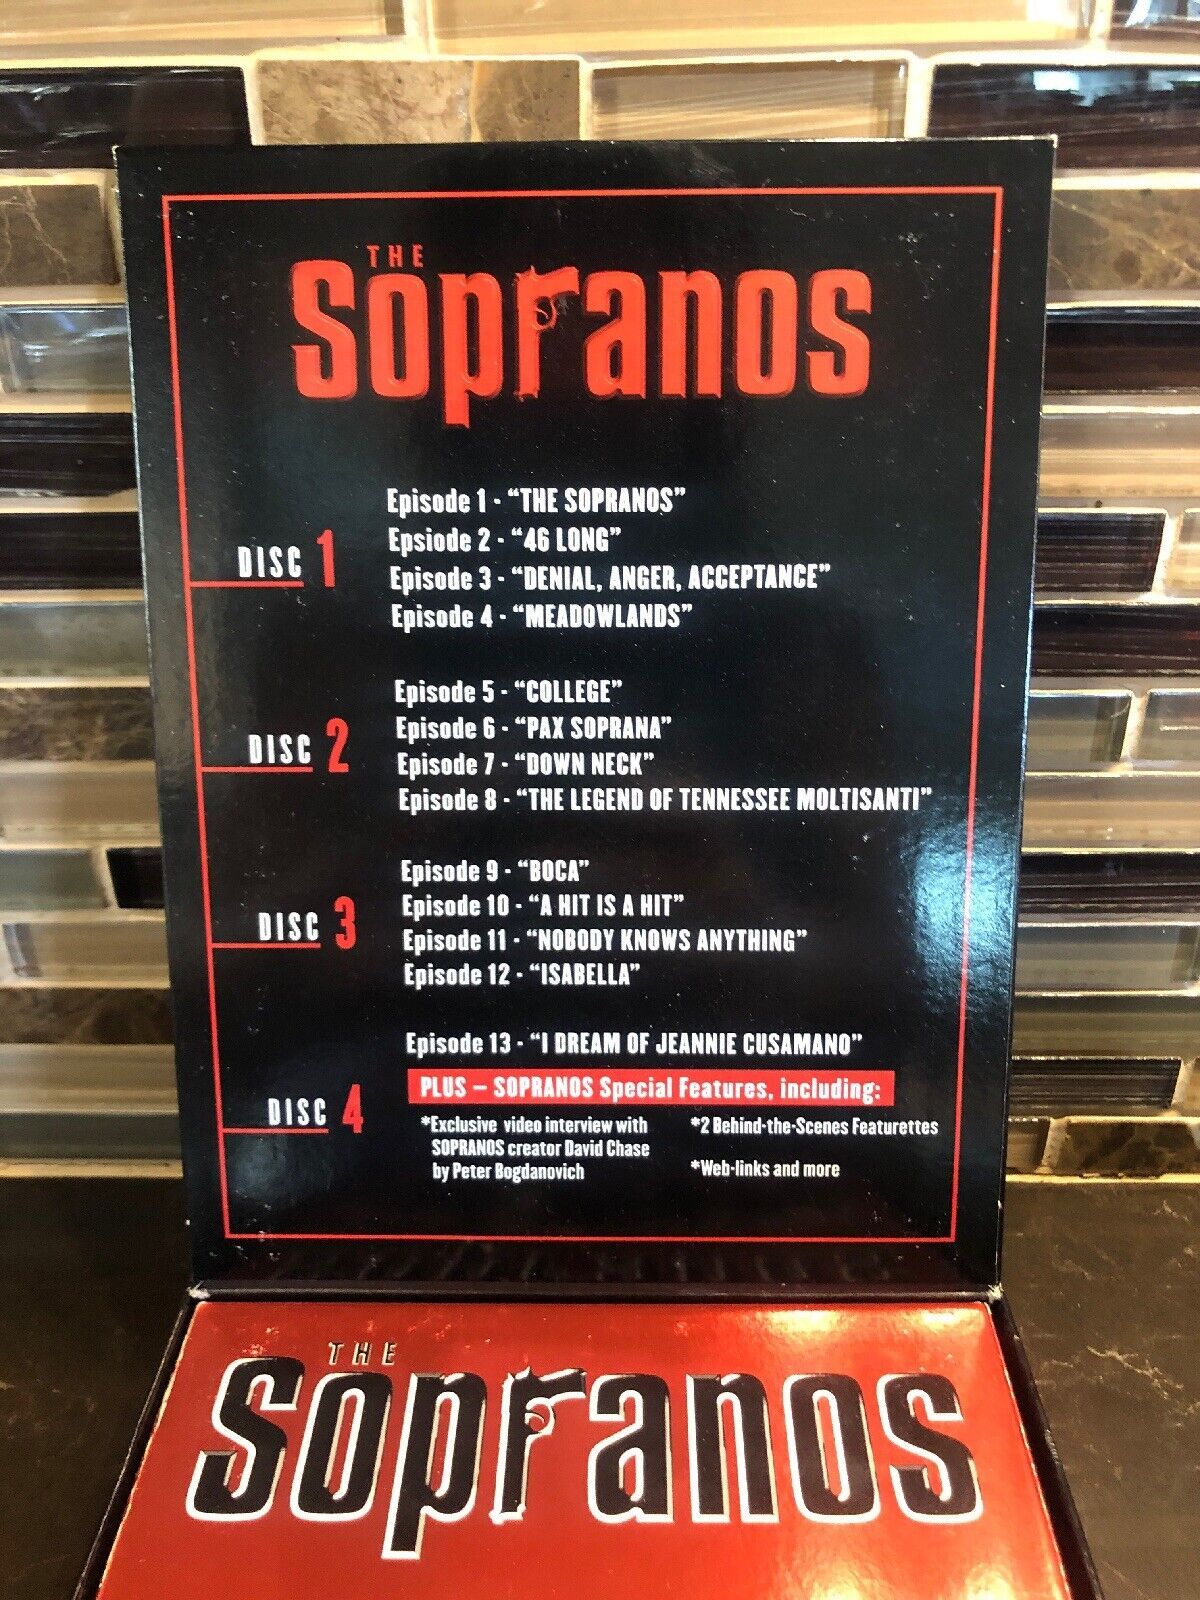 THE
Sopranos
DISC 1
Episode 1 - “THE SOPRANOS”
Epsiode 2 - “46 LONG”
Episode 3 - “DENIAL, ANGER, ACCEPTANCE”
Episode 4 - “MEADOWLANDS”
DISC 2
Episode 5 - “COLLEGE”
Episode 6 - “PAX SOPRANA”
Episode 7 - “DOWN NECK”
Episode 8 - “THE LEGEND OF TENNESSEE MOLTISANTI”
DISC 3
Episode 9 - “BOCA”
Episode 10 - “A HIT IS A HIT”
Episode 11 - “NOBODY KNOWS ANYTHING”
Episode 12 - “ISABELLA”
DISC 4
Episode 13 - “I DREAM OF JEANNIE CUSAMANO”
PLUS – SOPRANOS Special Features, including:
*Exclusive video interview with
SOPRANOS creator David Chase
by Peter Bogdanovich
*2 Behind-the-Scenes Featurettes
*Web-links and more
THE
Sopranos